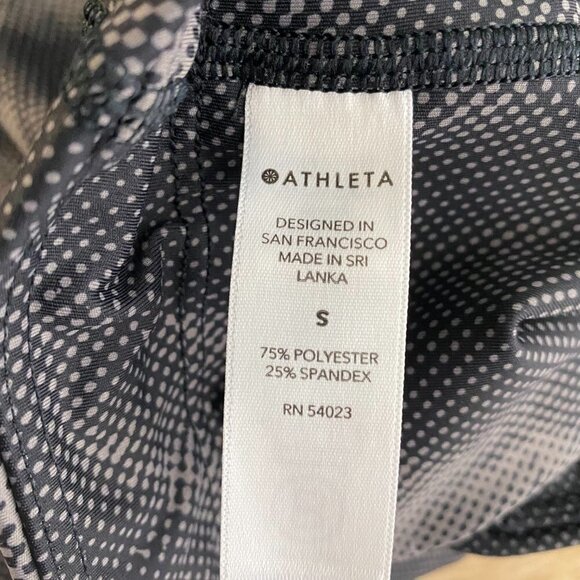 ATHLETA
DESIGNED IN
SAN FRANCISCO
MADE IN SRI
LANKA
S
75% POLYESTER
25% SPANDEX
RN 54023